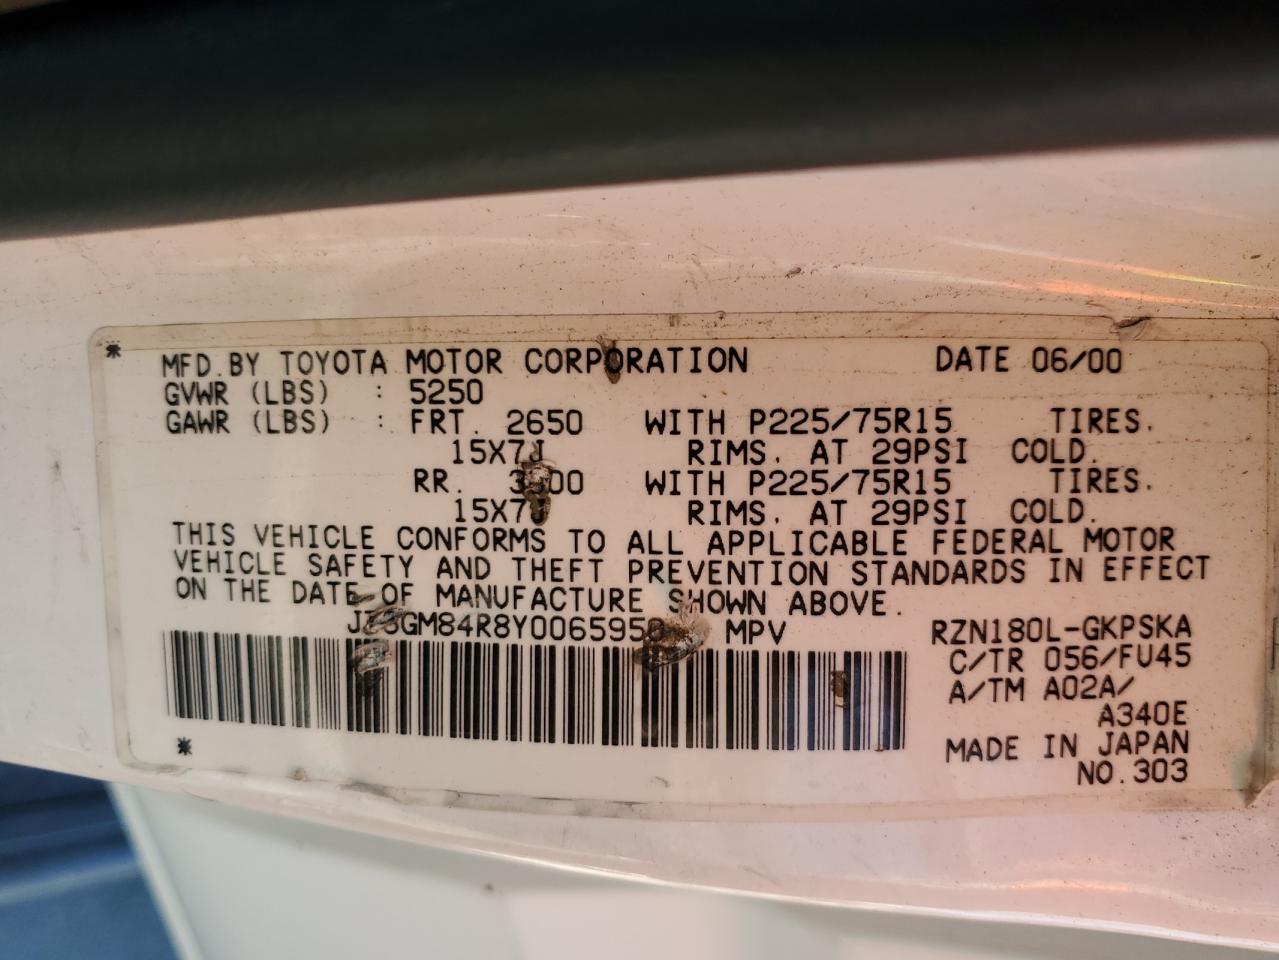 * MFD.BY TOYOTA MOTOR CORPORATION DATE 06/00
GVWR (LBS) : 5250
GAWR (LBS) : FRT. 2650 WITH P225/75R15 TIRES.
15X7J RIMS. AT 29PSI COLD.
RR. WITH P225/75R15 TIRES.
15X7J RIMS. AT 29PSI COLD.
THIS VEHICLE CONFORMS TO ALL APPLICABLE FEDERAL MOTOR
VEHICLE SAFETY AND THEFT PREVENTION STANDARDS IN EFFECT
ON THE DATE OF MANUFACTURE SHOWN ABOVE.
JT3GM84R8Y0065950 MPV RZN180L-GKPSKA
C/TR 056/FU45
A/TM A02A/
A340E
* MADE IN JAPAN
NO.303